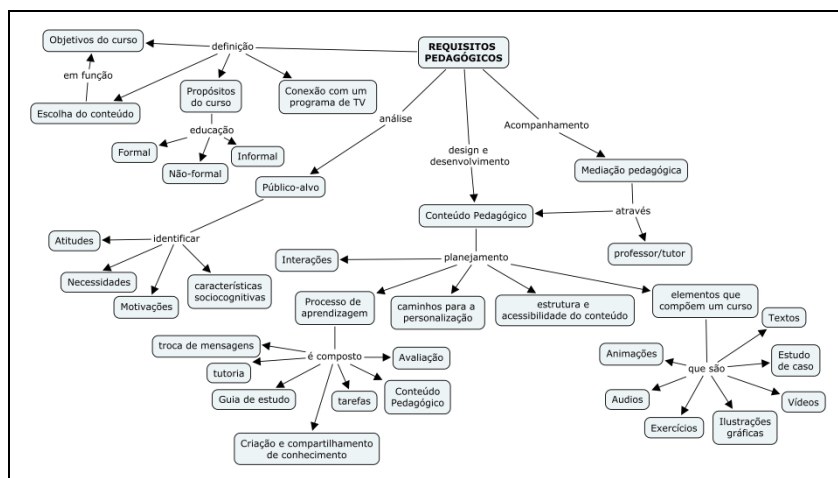 Objetivos do curso
definição
REQUISITOS
PEDAGÓGICOS
em função
Escolha do conteúdo
Propósitos
do curso
Conexão com um
programa de TV
educação
Formal
Não-formal
Informal
análise
design e
desenvolvimento
Acompanhamento
Mediação pedagógica
Público-alvo
Conteúdo Pedagógico
através
professor/tutor
Atitudes
identificar
Necessidades
Motivações
características
sociocognitivas
Interações
planejamento
Processo de
aprendizagem
caminhos para a
personalização
estrutura e
acessibilidade do conteúdo
elementos que
compõem um curso
troca de mensagens
é composto
Avaliação
tutoria
Guia de estudo
tarefas
Conteúdo
Pedagógico
Criação e compartilhamento
de conhecimento
Textos
Animações
que são
Estudo
de caso
Audios
Vídeos
Exercícios
Ilustrações
gráficas